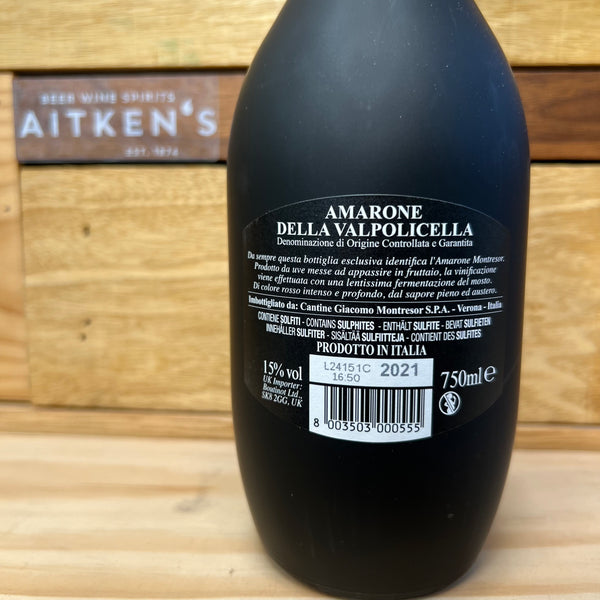 BEER WINE SPIRITS
AITKEN'S
EST. 1874
AMARONE
DELLA VALPOLICELLA
Denominazione di Origine Controllata e Garantita
Da sempre questa bottiglia esclusiva identifica l'Amarone Montresor.
Prodotto da uve messe ad appassire in fruttaio, la vinificazione
viene effettuata con una lentissima fermentazione del mosto.
Di colore rosso intenso e profondo, dal sapore pieno ed austero.
Imbottigliato da: Cantine Giacomo Montresor S.P.A. - Verona - Italia
CONTIENE SOLFITI - CONTAINS SULPHITES - ENTHÄLT SULFITE - BEVAT SULFIETEN
INNEHÅLLER SULFITER - SISÄLTÄÄ SULFIITTEJA - CONTIENT DES SULFITES
PRODOTTO IN ITALIA
15% vol
UK Importer:
Boutinot Ltd.,
SK8 2GG, UK
L24151C 2021
16:50
750ml e
8 003503 000555